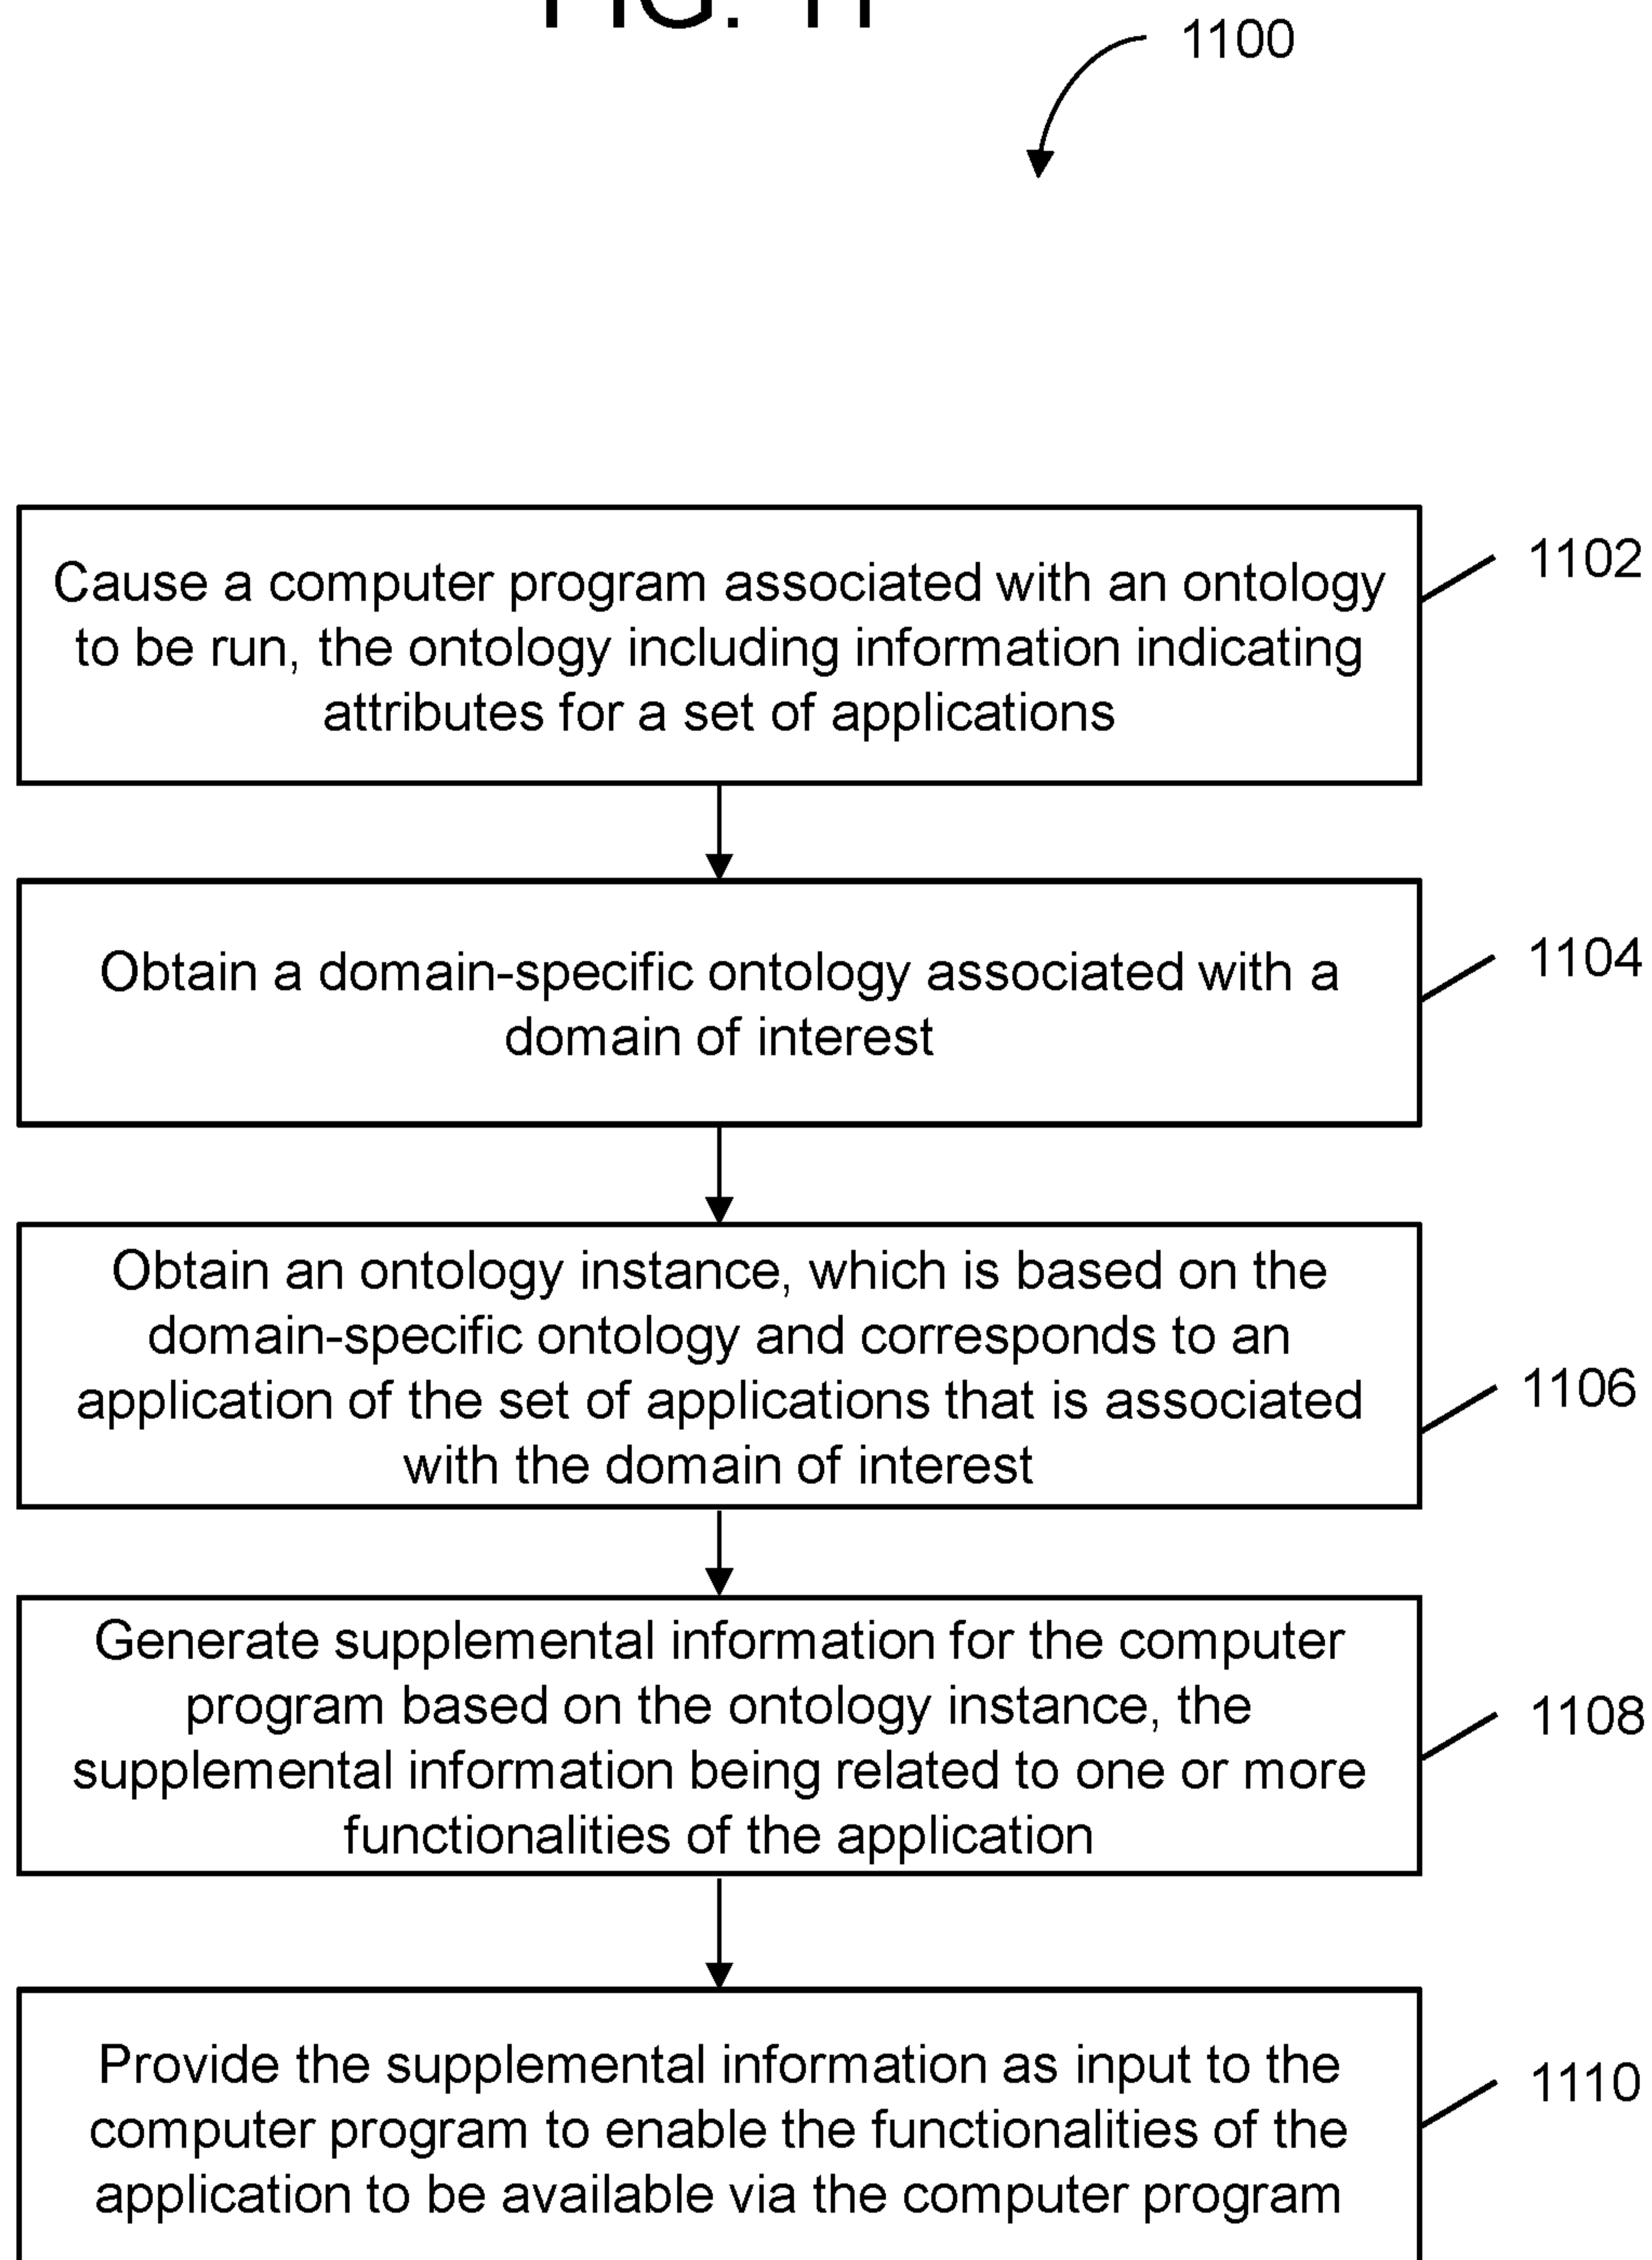 FIG. 11
1100
Cause a computer program associated with an ontology
to be run, the ontology including information indicating
attributes for a set of applications
1102
Obtain a domain-specific ontology associated with a
domain of interest
1104
Obtain an ontology instance, which is based on the
domain-specific ontology and corresponds to an
application of the set of applications that is associated
with the domain of interest
1106
Generate supplemental information for the computer
program based on the ontology instance, the
supplemental information being related to one or more
functionalities of the application
1108
Provide the supplemental information as input to the
computer program to enable the functionalities of the
application to be available via the computer program
1110